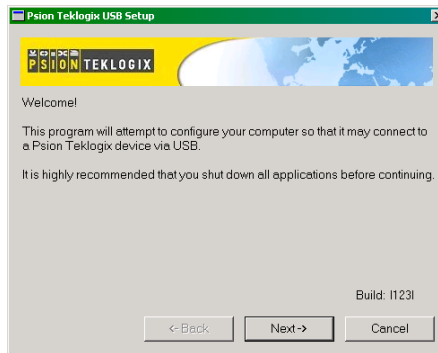 Psion Teklogix USB Setup
PSION TEKLOGIX
Welcome!
This program will attempt to configure your computer so that it may connect to
a Psion Teklogix device via USB.
It is highly recommended that you shut down all applications before continuing.
Build: I123I
<- Back Next -> Cancel